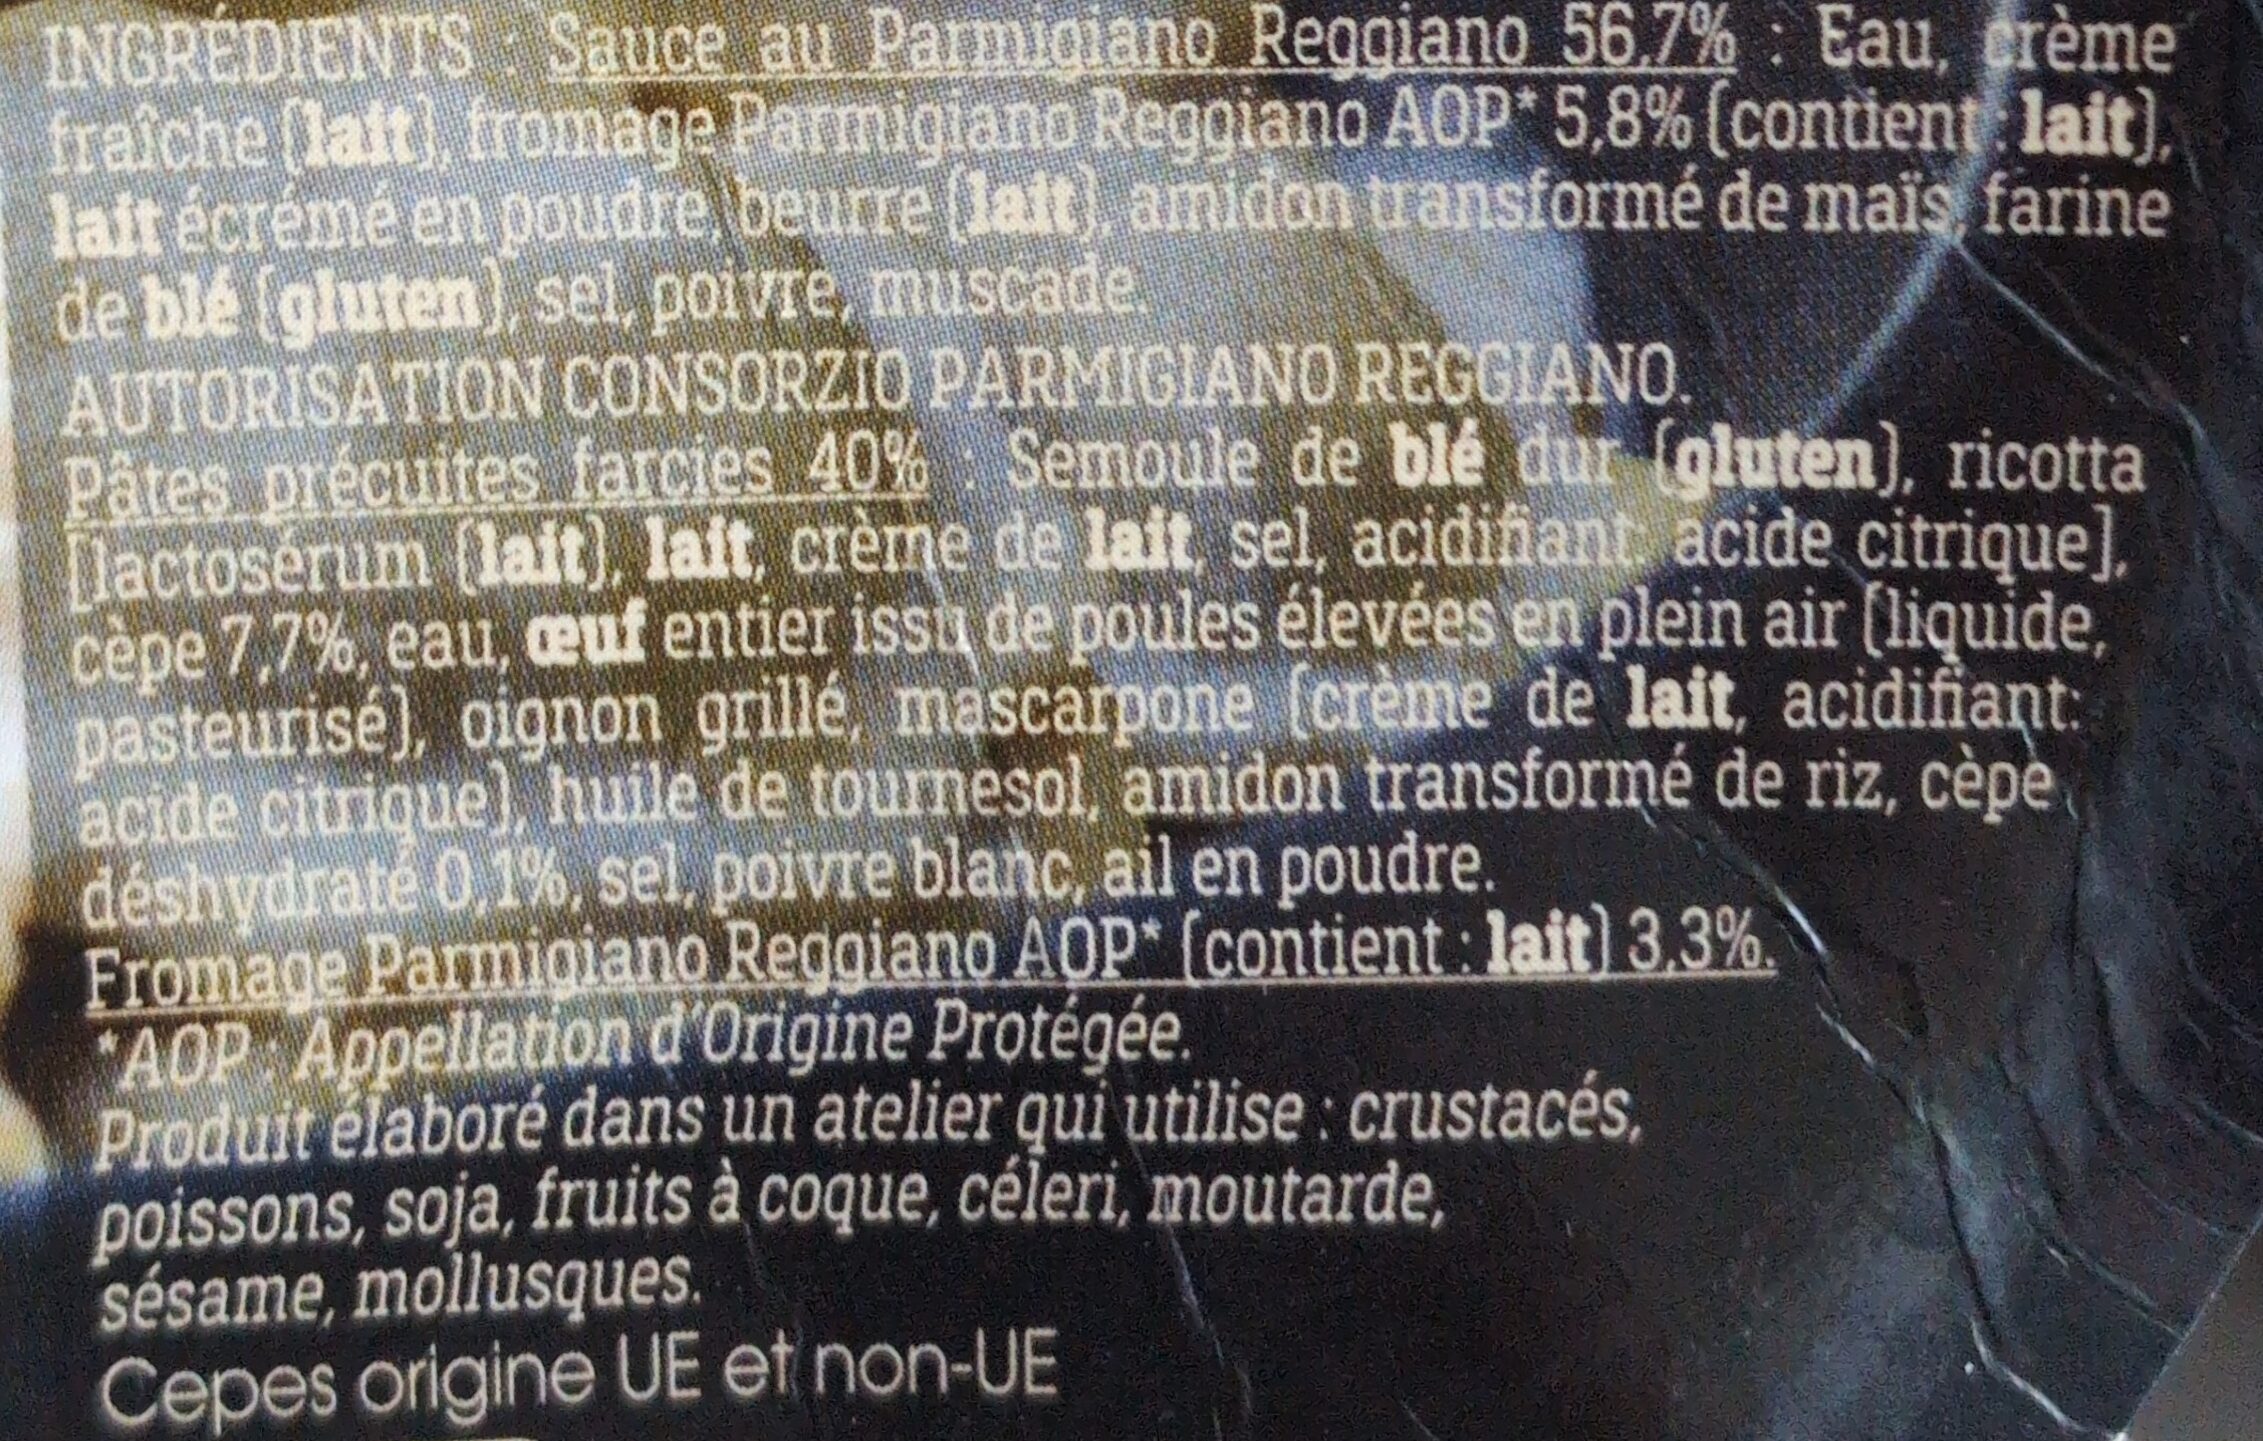 INGRÉDIENTS : Sauce au Parmigiano Reggiano 56,7% : Eau, crème
fraîche (lait), fromage Parmigiano Reggiano AOP* 5,8% (contient : lait),
lait écrémé en poudre, beurre (lait), amidon transformé de maïs, farine
de blé (gluten), sel, poivre, muscade.
AUTORISATION CONSORZIO PARMIGIANO REGGIANO.
Pâtes précuites farcies 40% : Semoule de blé dur (gluten), ricotta
[lactosérum (lait), lait, crème de lait, sel, acidifiant: acide citrique],
cèpe 7,7%, eau, œuf entier issu de poules élevées en plein air (liquide,
pasteurisé), oignon grillé, mascarpone (crème de lait, acidifiant:
acide citrique), huile de tournesol, amidon transformé de riz, cèpe
déshydraté 0,1%, sel, poivre blanc, ail en poudre.
Fromage Parmigiano Reggiano AOP* (contient : lait) 3,3%.
*AOP : Appellation d'Origine Protégée.
Produit élaboré dans un atelier qui utilise : crustacés,
poissons, soja, fruits à coque, céleri, moutarde,
sésame, mollusques.
Cepes origine UE et non-UE